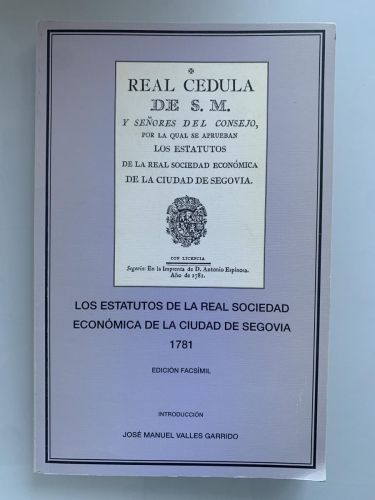 REAL CEDULA
DE S. M.
Y SEÑORES DEL CONSEJO,
POR LA QUAL SE APRUEBAN
LOS ESTATUTOS
DE LA REAL SOCIEDAD ECONÓMICA
DE LA CIUDAD DE SEGOVIA.
CON LICENCIA
Segovia: En la Imprenta de D. Antonio Espinosa.
Año de 1781.
LOS ESTATUTOS DE LA REAL SOCIEDAD
ECONÓMICA DE LA CIUDAD DE SEGOVIA
1781
EDICIÓN FACSÍMIL
INTRODUCCIÓN
JOSÉ MANUEL VALLES GARRIDO